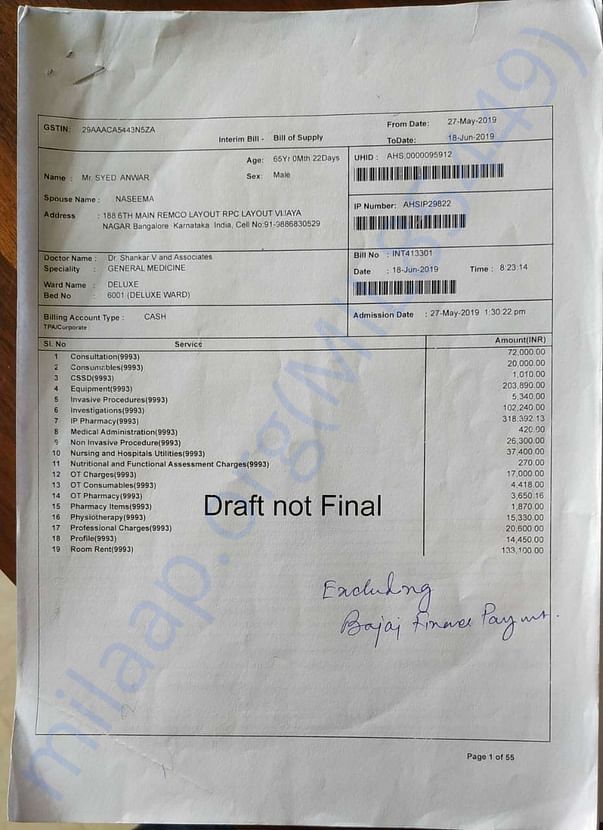 GSTIN: 29AAACA5443N5ZA
Interim Bill - Bill of Supply
From Date: 27-May-2019
ToDate: 18-Jun-2019
Age: 65Yr 0Mth 22Days
Name : Mr. SYED ANWAR Sex: Male
UHID : AHS.0000095912
Spouse Name : NASEEMA
Address : 188 6TH MAIN REMCO LAYOUT RPC LAYOUT VIJAYA
NAGAR Bangalore Karnataka India, Cell No:91-9886830529
IP Number: AHSIP29822
Doctor Name : Dr. Shankar V and Associates
Speciality : GENERAL MEDICINE
Ward Name : DELUXE
Bed No : 6001 (DELUXE WARD)
Bill No : INT413301
Date : 18-Jun-2019 Time : 8:23:14
Billing Account Type : CASH
TPA/Corporate
Admission Date : 27-May-2019 1:30:22 pm
Sl. No Service Amount(INR)
1 Consultation(9993) 72,000.00
2 Consumables(9993) 20,000.00
3 CSSD(9993) 1,010.00
4 Equipment(9993) 203,890.00
5 Invasive Procedures(9993) 5,340.00
6 Investigations(9993) 102,240.00
7 IP Pharmacy(9993) 318,392.13
8 Medical Administration(9993) 420.00
9 Non Invasive Procedure(9993) 26,300.00
10 Nursing and Hospitals Utilities(9993) 37,400.00
11 Nutritional and Functional Assessment Charges(9993) 270.00
12 OT Charges(9993) 17,000.00
13 OT Consumables(9993) 4,418.00
14 OT Pharmacy(9993) 3,650.16
15 Pharmacy Items(9993) 1,870.00
16 Physiotherapy(9993) 15,330.00
17 Professional Charges(9993) 20,600.00
18 Profile(9993) 14,450.00
19 Room Rent(9993) 133,100.00
Draft not Final
Excluding
Bajaj Finance
Page 1 of 55
milaap.org